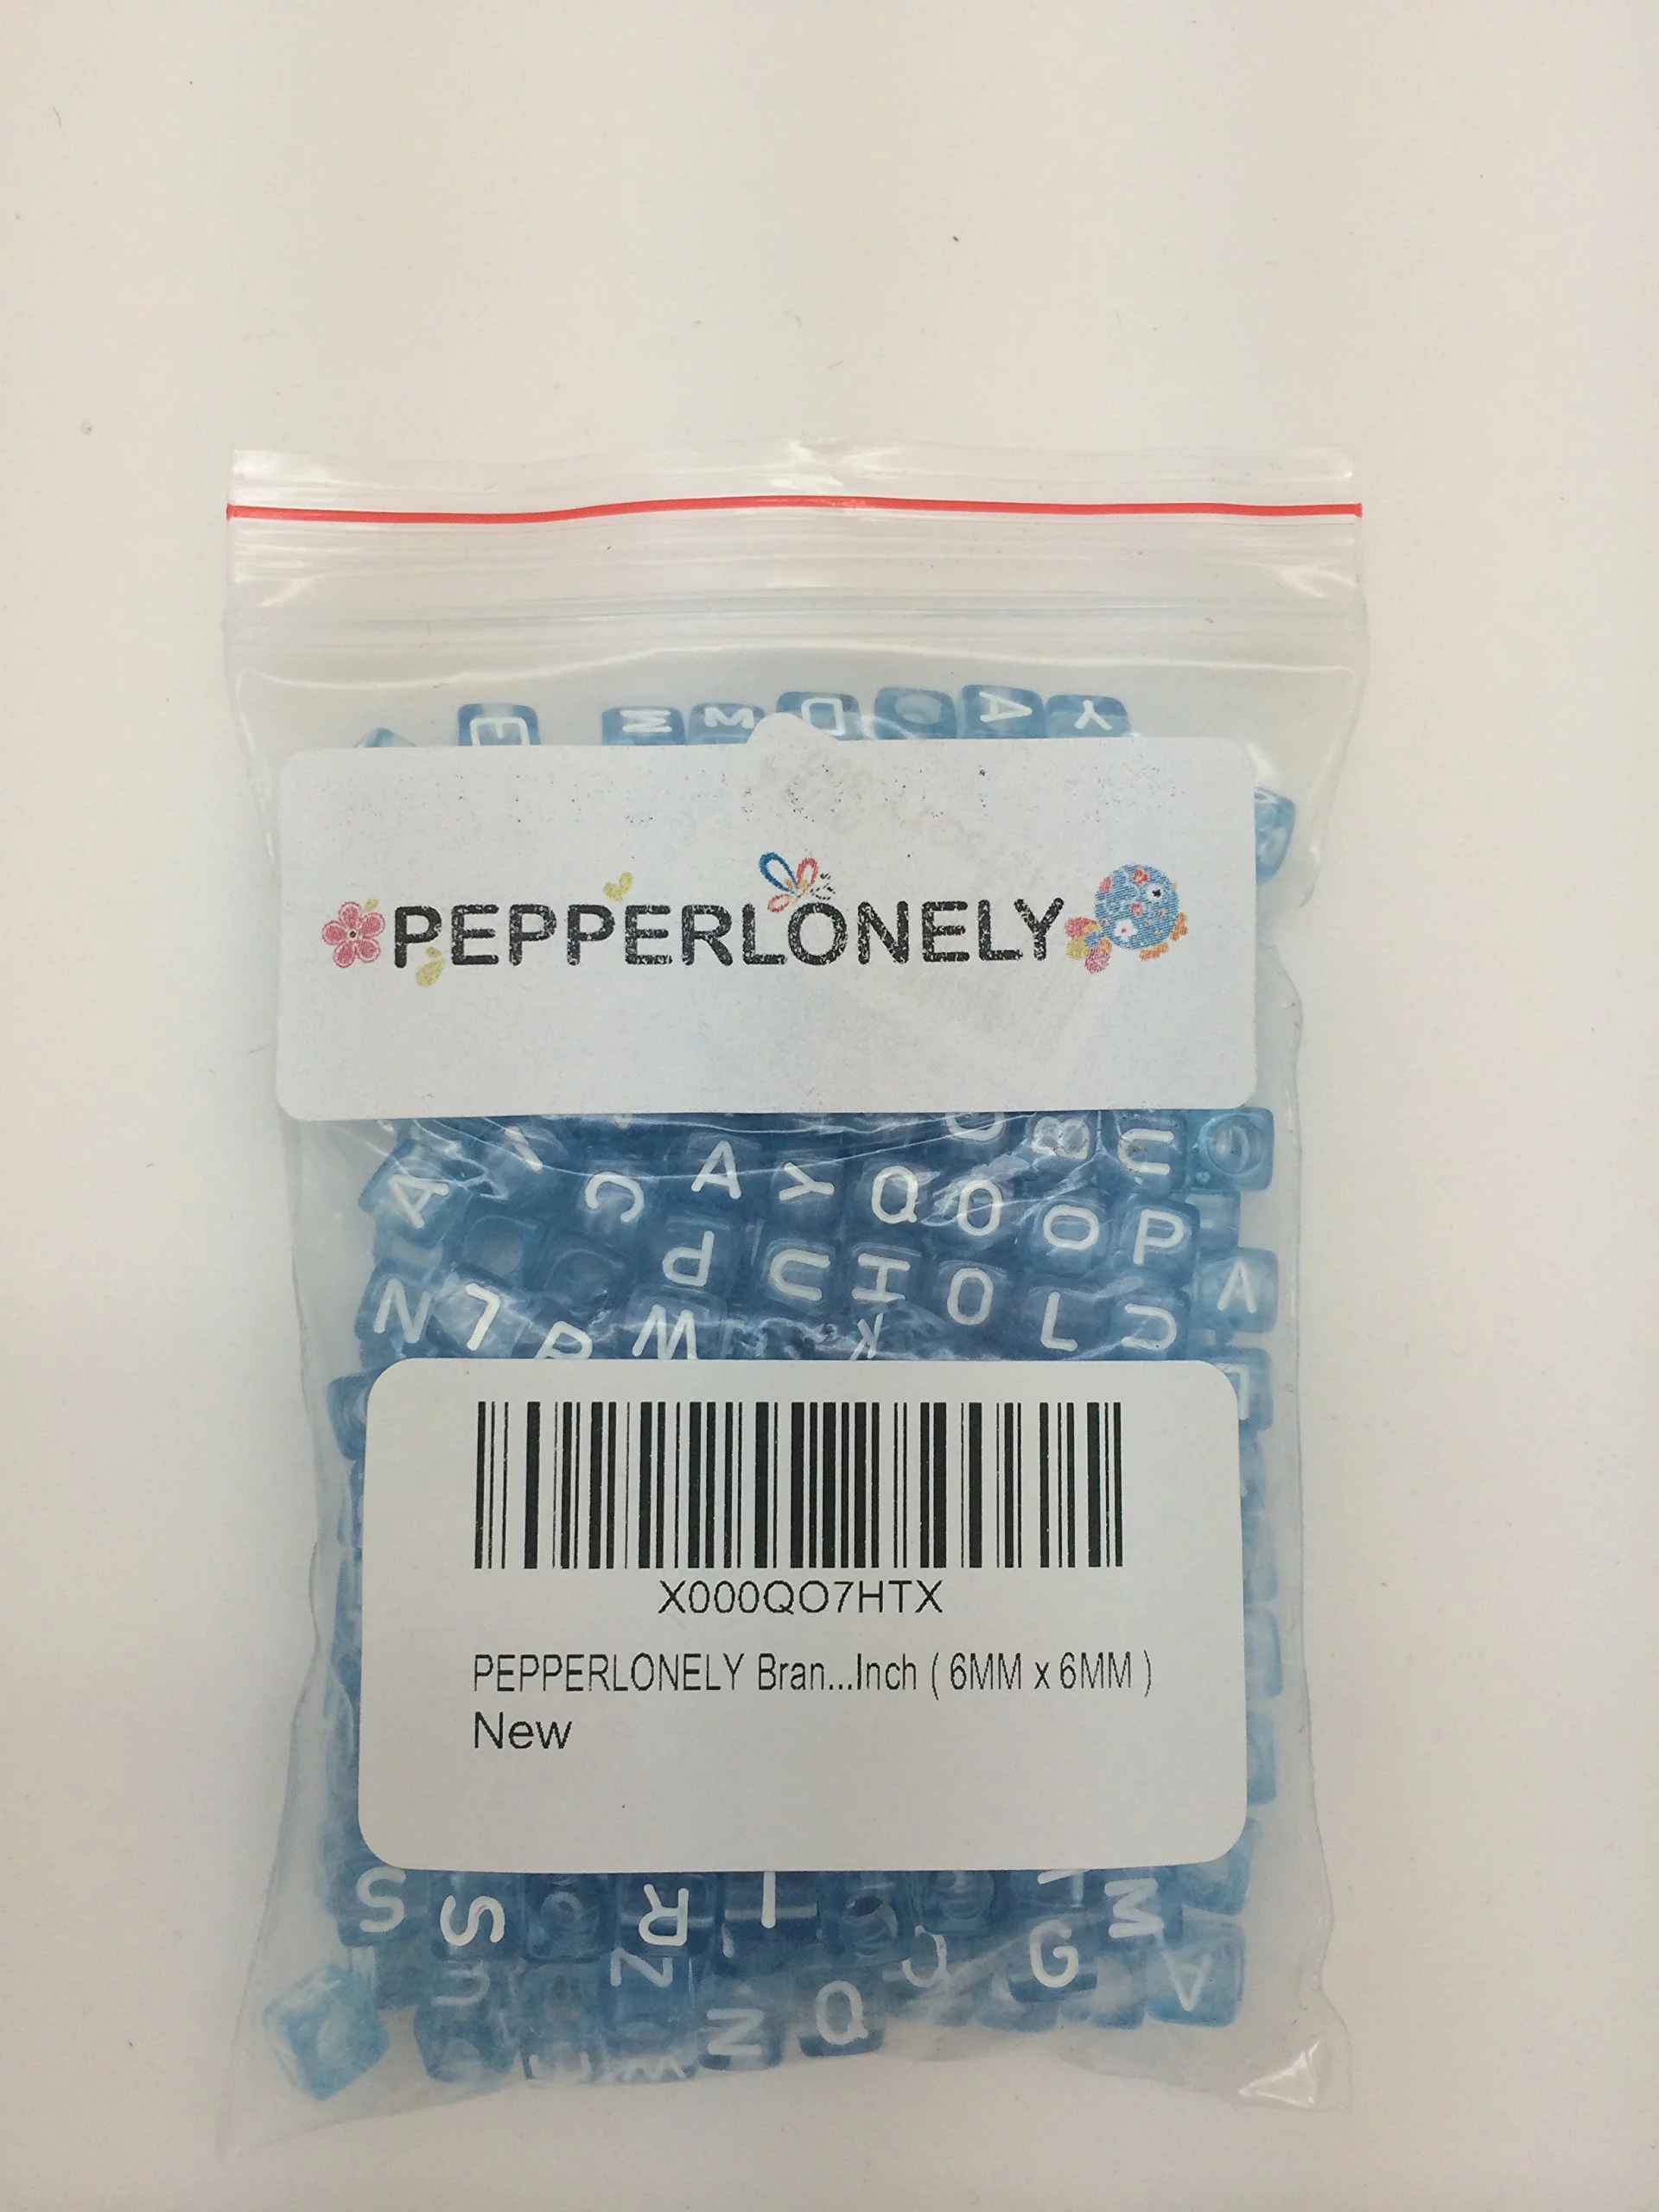 E M M D A Y
PEPPERLONELY
B U
A C A Y Q O O P
P U H O
N L W K L U V
X000QO7HTX
PEPPERLONELY Bran...Inch ( 6MM x 6MM )
New
S S R I M
Z G A
N Q